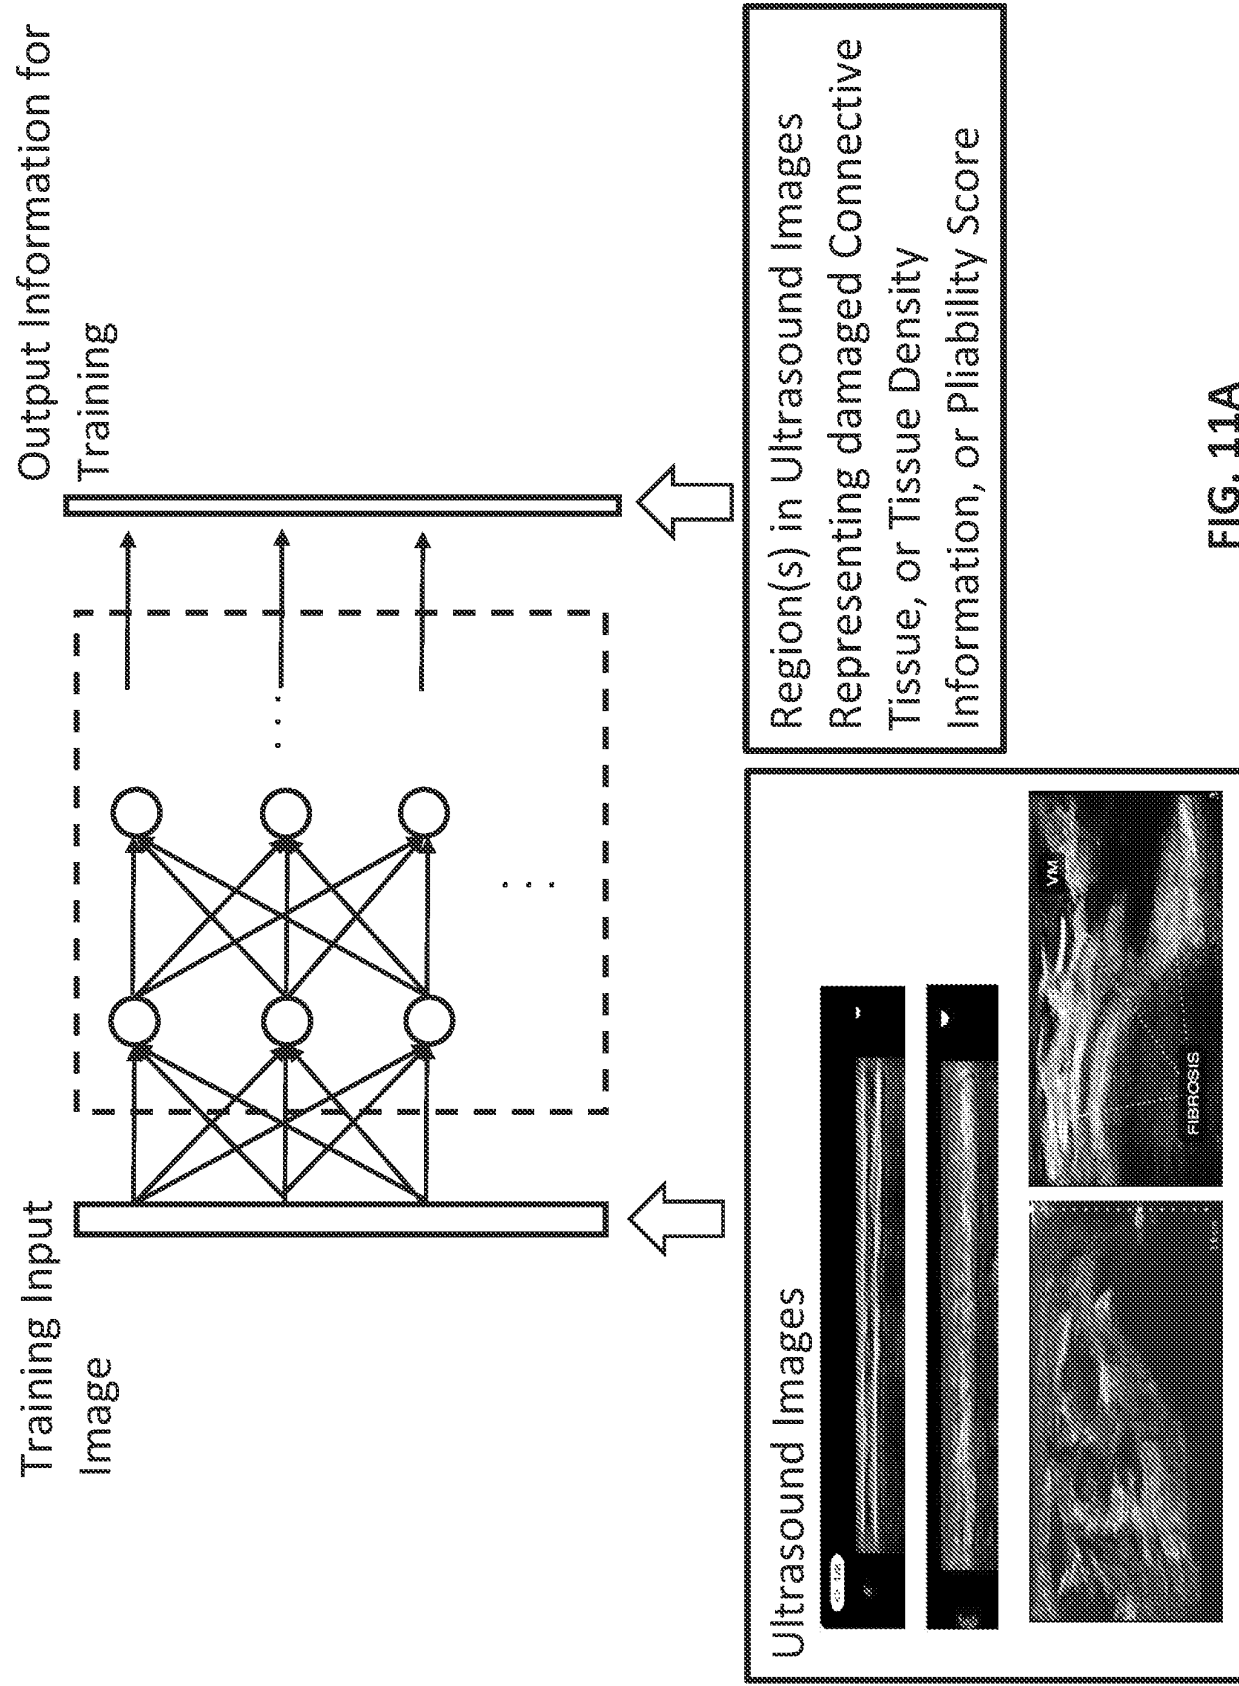 Training Input
Image
Output Information for
Training
Ultrasound Images
FIBROSIS
VM
Region(s) in Ultrasound Images
Representing damaged Connective
Tissue, or Tissue Density
Information, or Pliability Score
FIG. 11A